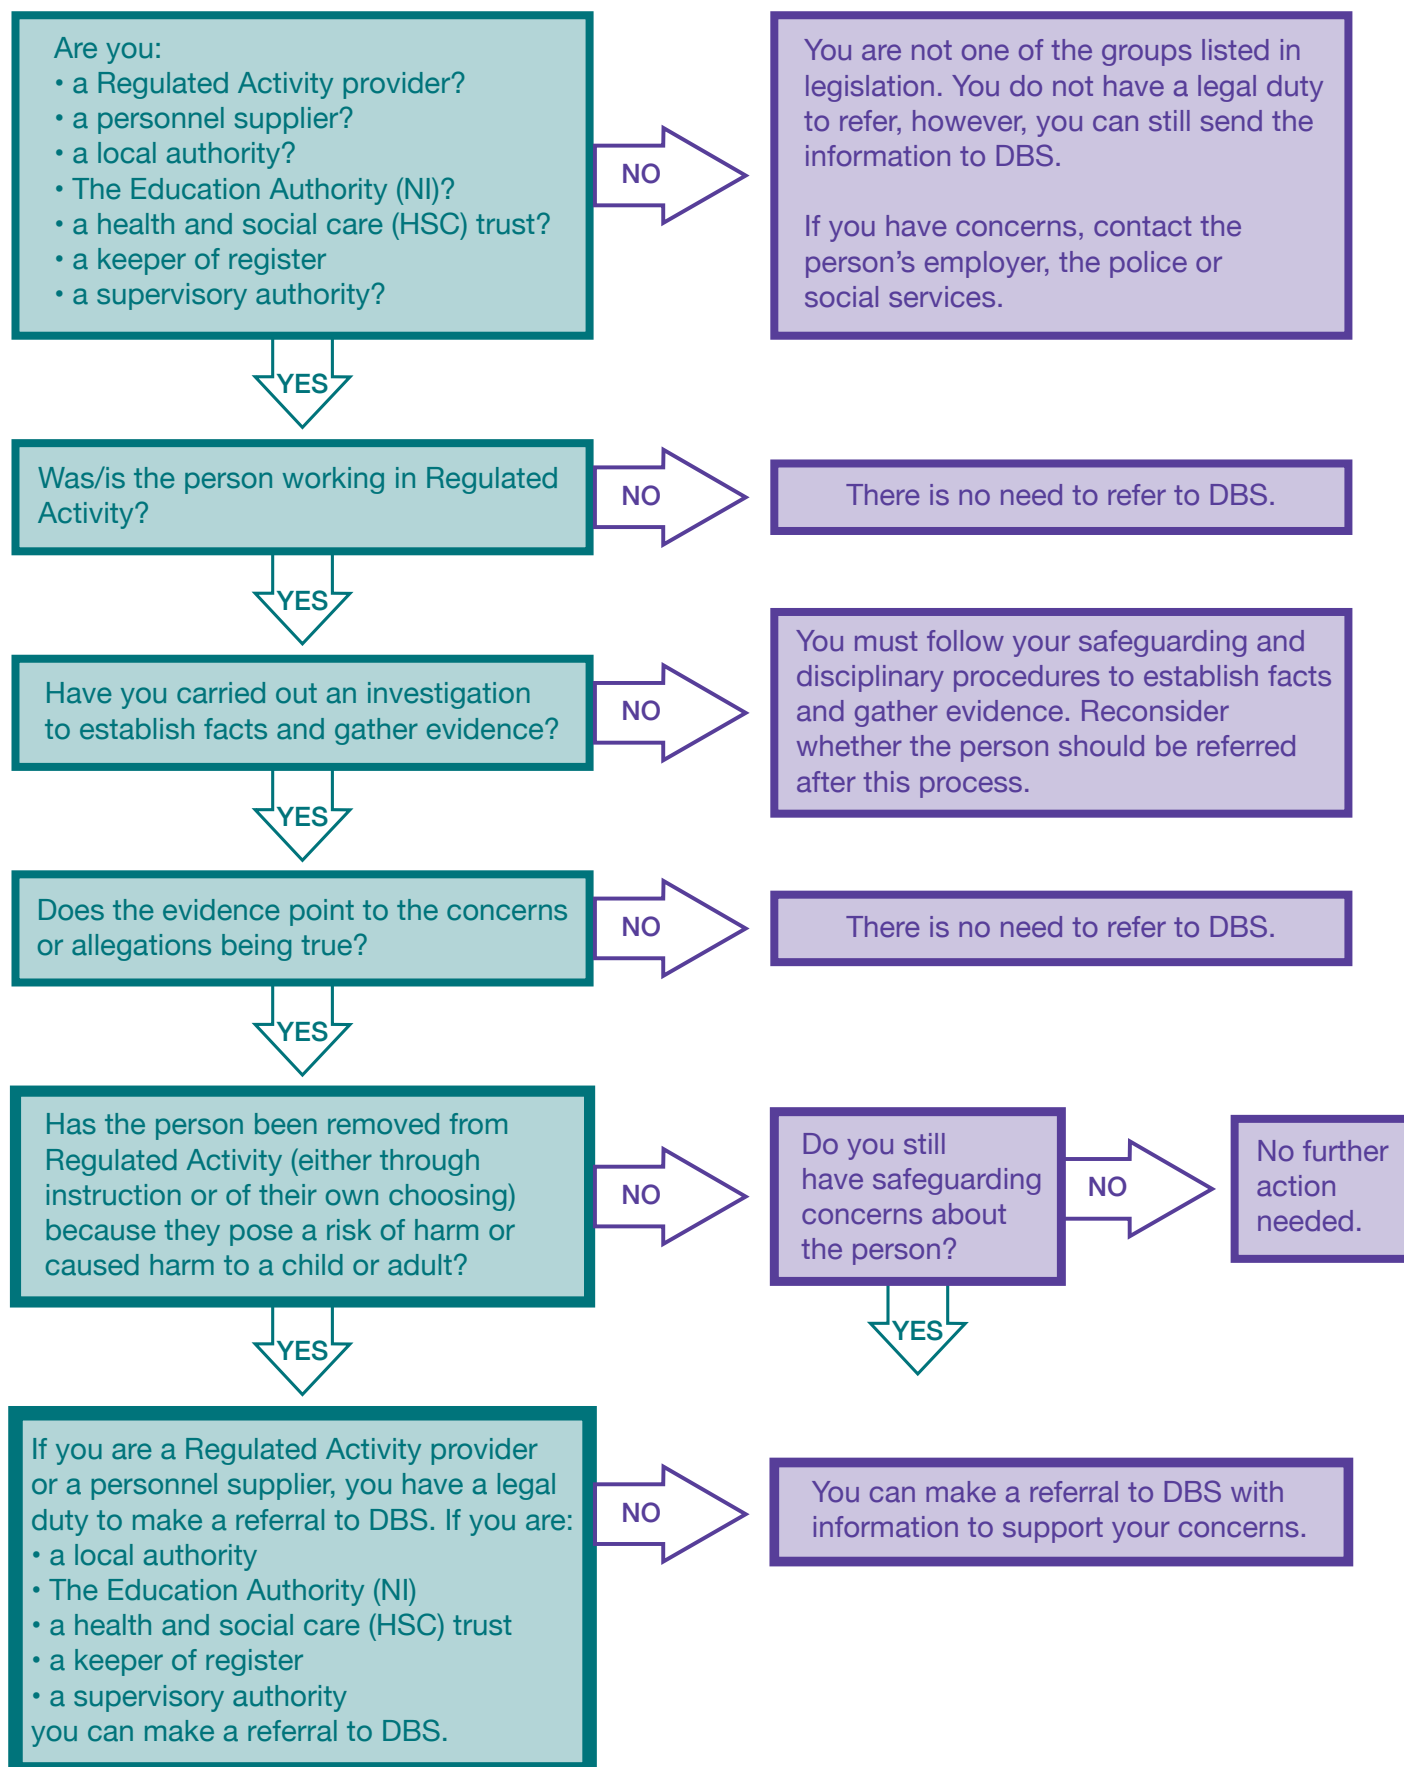 Are you:
• a Regulated Activity provider?
• a personnel supplier?
• a local authority?
• The Education Authority (NI)?
• a health and social care (HSC) trust?
• a keeper of register
• a supervisory authority?
NO
You are not one of the groups listed in
legislation. You do not have a legal duty
to refer, however, you can still send the
information to DBS.
If you have concerns, contact the
person's employer, the police or
social services.
YES
Was/is the person working in Regulated
Activity?
NO
There is no need to refer to DBS.
YES
Have you carried out an investigation
to establish facts and gather evidence?
NO
You must follow your safeguarding and
disciplinary procedures to establish facts
and gather evidence. Reconsider
whether the person should be referred
after this process.
YES
Does the evidence point to the concerns
or allegations being true?
NO
There is no need to refer to DBS.
YES
Has the person been removed from
Regulated Activity (either through
instruction or of their own choosing)
because they pose a risk of harm or
caused harm to a child or adult?
NO
Do you still
have safeguarding
concerns about
the person?
NO
No further
action
needed.
YES
YES
If you are a Regulated Activity provider
or a personnel supplier, you have a legal
duty to make a referral to DBS. If you are:
• a local authority
• The Education Authority (NI)
• a health and social care (HSC) trust
• a keeper of register
• a supervisory authority
you can make a referral to DBS.
NO
You can make a referral to DBS with
information to support your concerns.